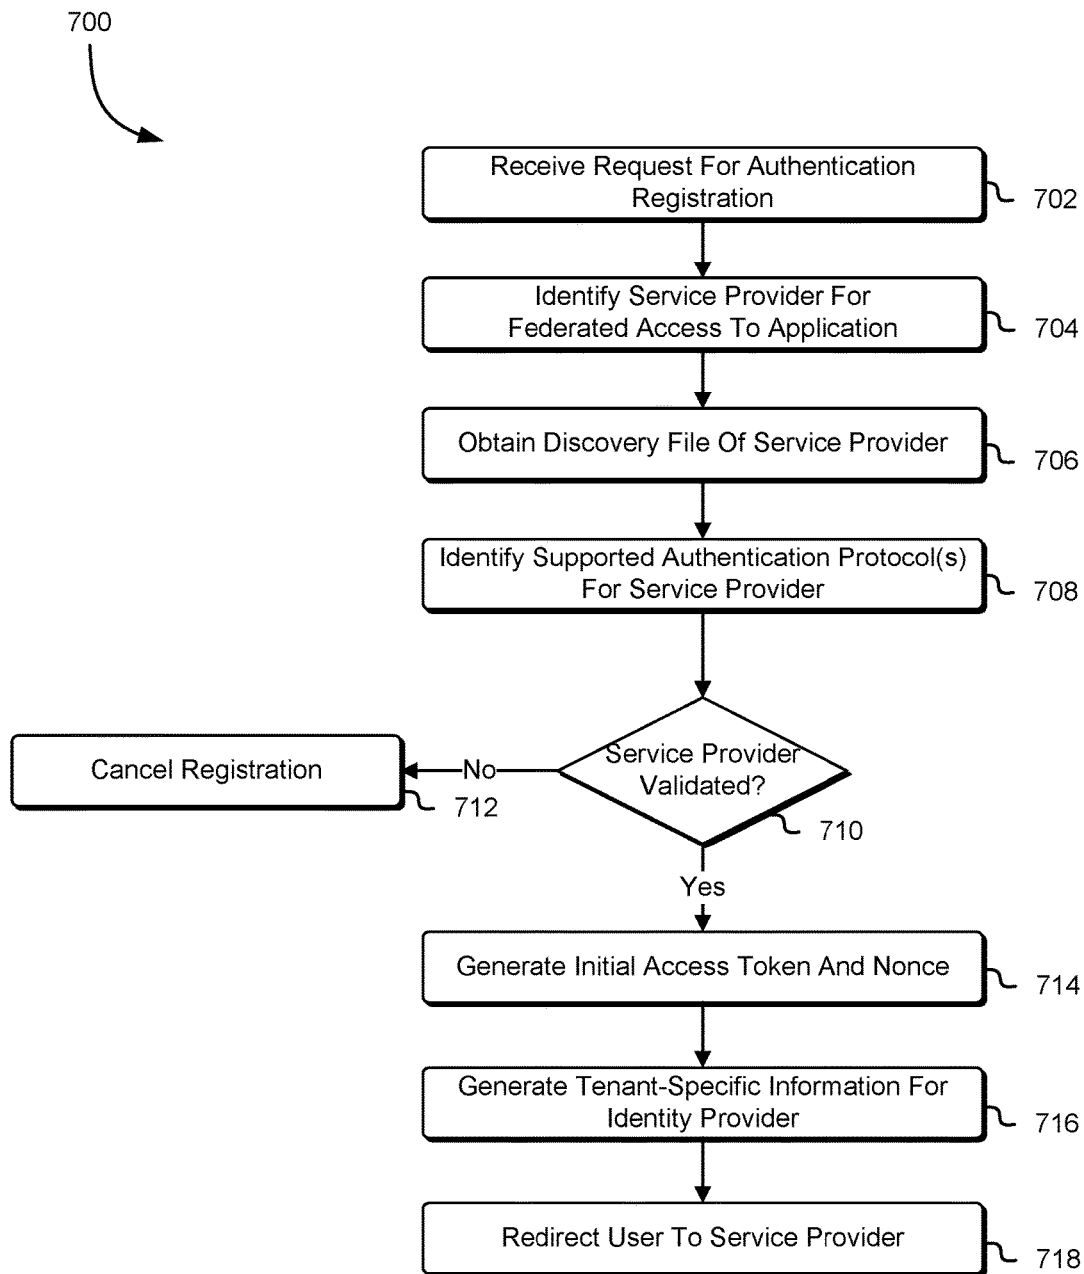 700
Receive Request For Authentication
Registration
702
Identify Service Provider For
Federated Access To Application
704
Obtain Discovery File Of Service Provider
706
Identify Supported Authentication Protocol(s)
For Service Provider
708
Service Provider
Validated?
710
No
Cancel Registration
712
Yes
Generate Initial Access Token And Nonce
714
Generate Tenant-Specific Information For
Identity Provider
716
Redirect User To Service Provider
718